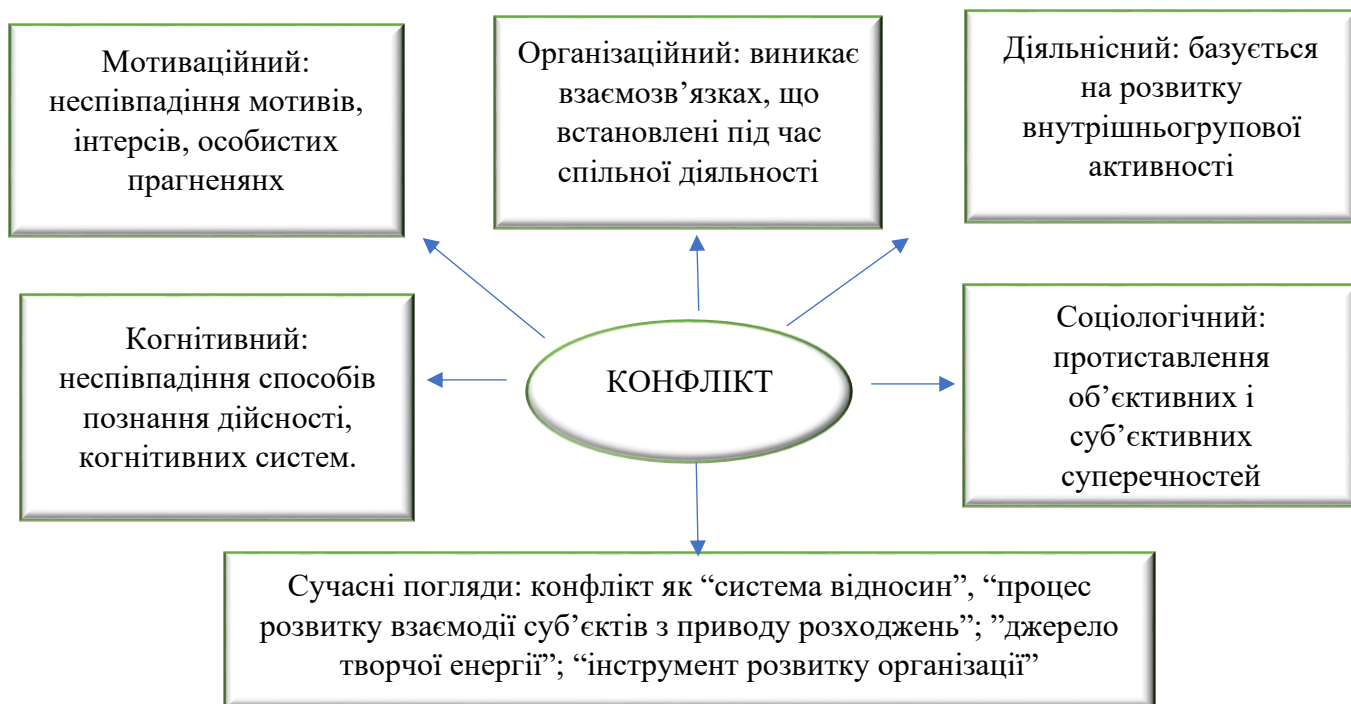 Мотиваційний:
неспівпадіння мотивів,
інтерсів, особистих
прагненянх
Організаційний: виникає
взаємозв’язках, що
встановлені під час
спільної діяльності
Діяльнісний: базується
на розвитку
внутрішньогрупової
активності
Когнітивний:
неспівпадіння способів
познання дійсності,
когнітивних систем.
КОНФЛІКТ
Соціологічний:
протиставлення
об’єктивних і
суб’єктивних
суперечностей
Сучасні погляди: конфлікт як “система відносин”, “процес
розвитку взаємодії суб’єктів з приводу розходжень”; ”джерело
творчої енергії”; “інструмент розвитку організації”